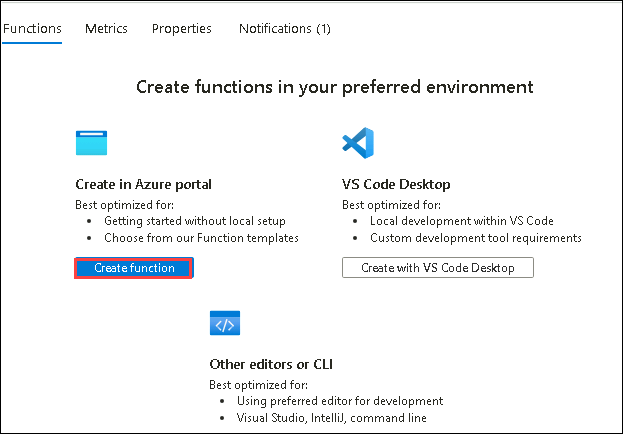 Functions Metrics Properties Notifications (1)
Create functions in your preferred environment
Create in Azure portal
Best optimized for:
• Getting started without local setup
• Choose from our Function templates
Create function
VS Code Desktop
Best optimized for:
• Local development within VS Code
• Custom development tool requirements
Create with VS Code Desktop
</>
Other editors or CLI
Best optimized for:
• Using preferred editor for development
• Visual Studio, IntelliJ, command line